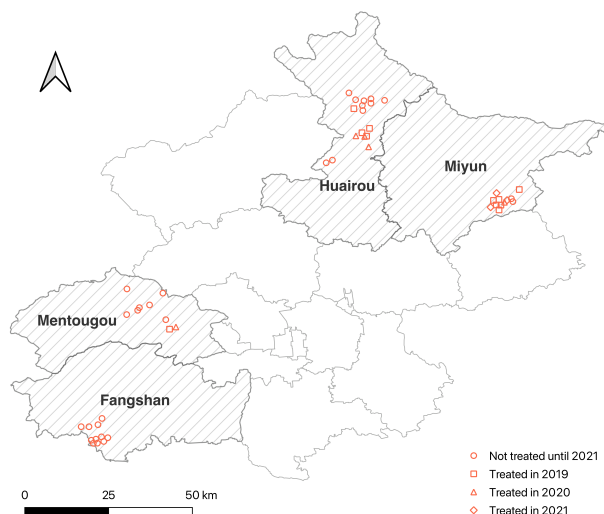 Huairou
Miyun
Mentougou
Fangshan
Not treated until 2021
Treated in 2019
Treated in 2020
Treated in 2021
0 25 50 km